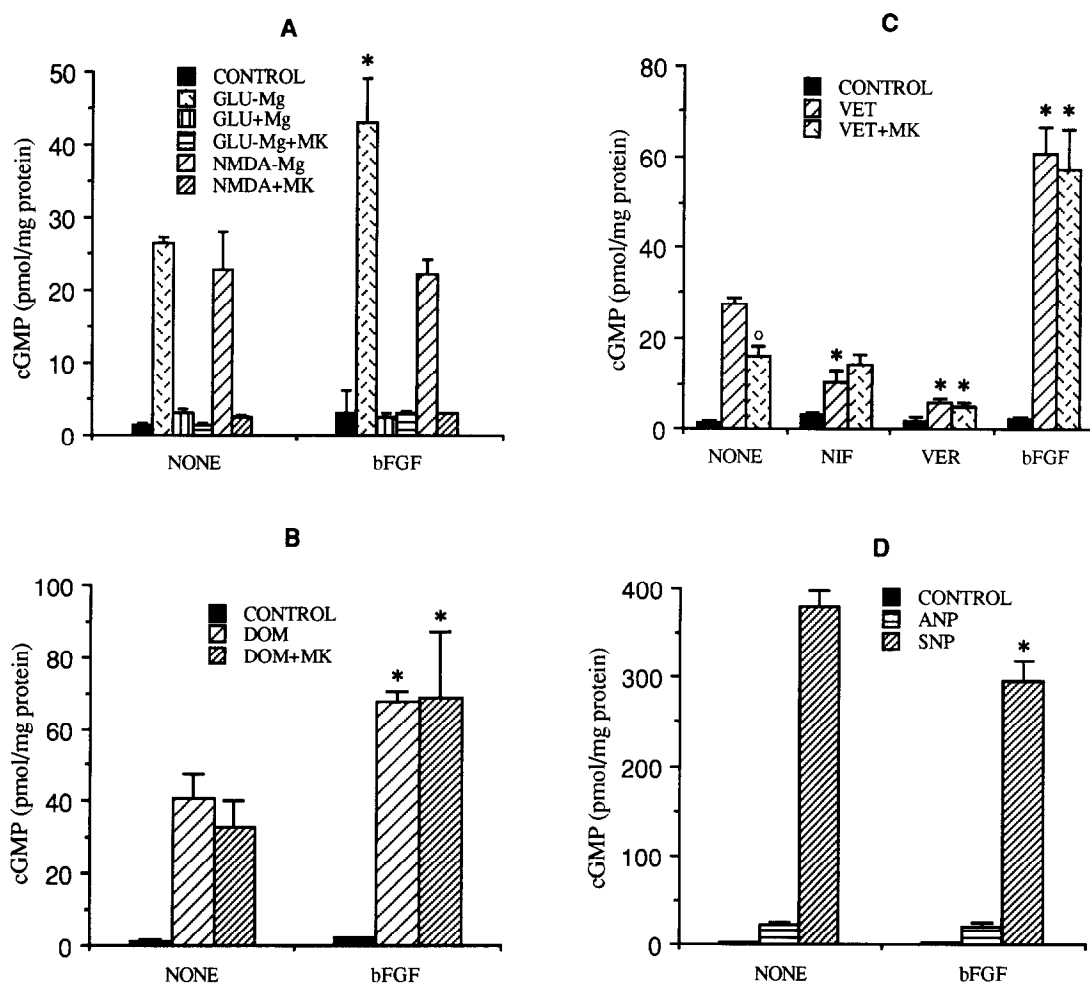 A
cGMP (pmol/mg protein)
50
40
30
20
10
0
CONTROL
GLU-Mg
GLU+Mg
GLU-Mg+MK
NMDA-Mg
NMDA+MK
*
NONE
bFGF
C
cGMP (pmol/mg protein)
80
60
40
20
0
CONTROL
VET
VET+MK
o
*
* *
* *
NONE
NIF
VER
bFGF
B
cGMP (pmol/mg protein)
100
80
60
40
20
0
CONTROL
DOM
DOM+MK
*
*
NONE
bFGF
D
cGMP (pmol/mg protein)
400
300
200
100
0
CONTROL
ANP
SNP
*
NONE
bFGF